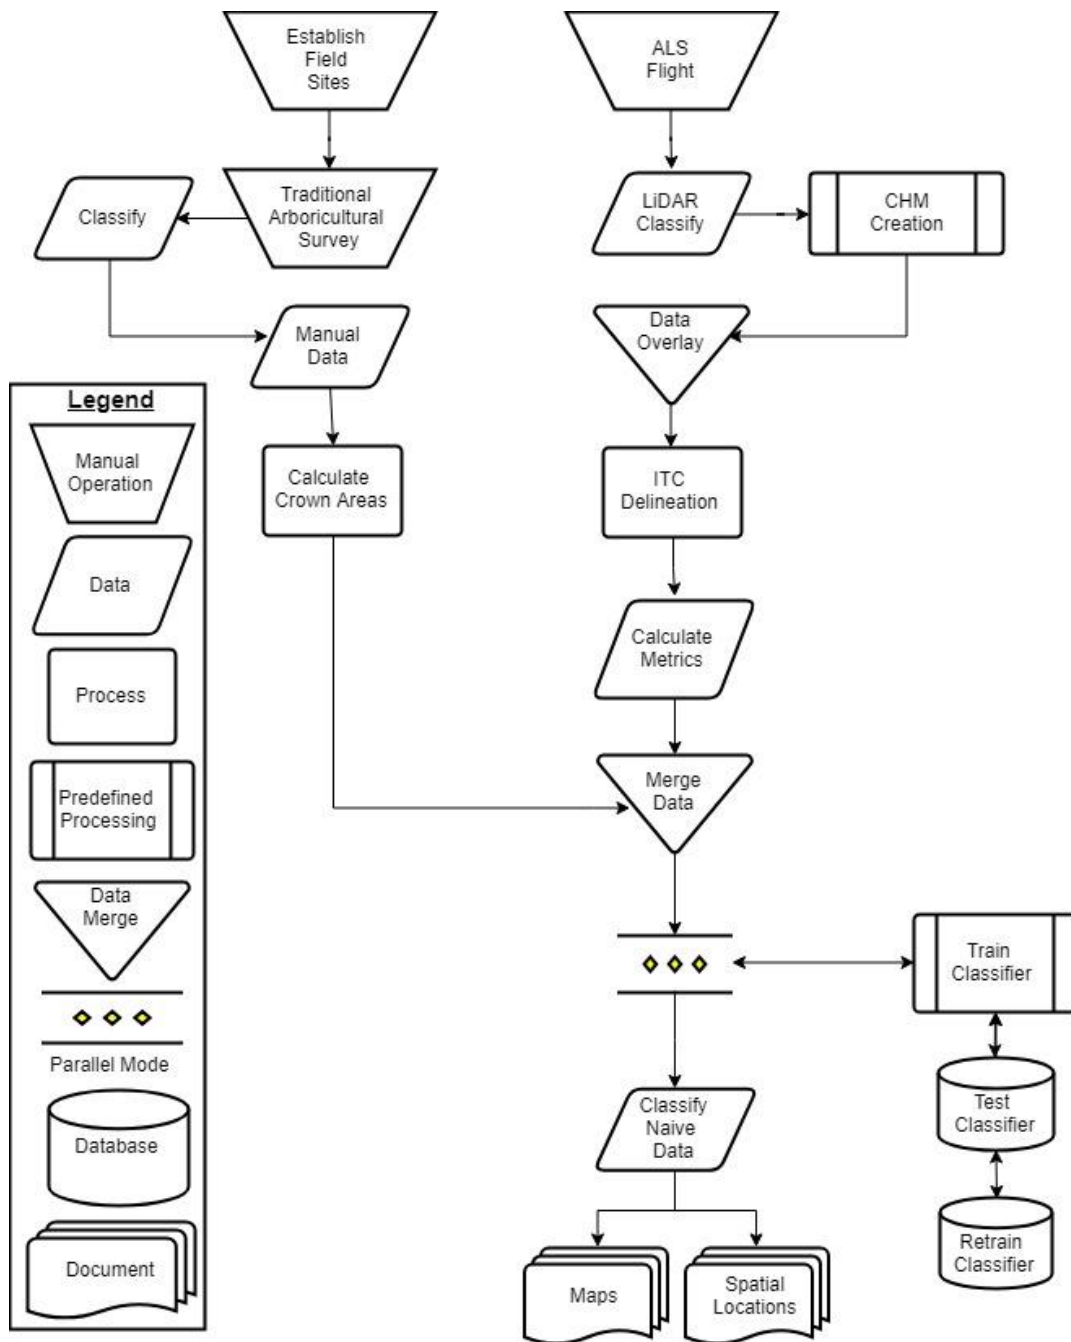 Establish
Field
Sites
ALS
Flight
Classify
Traditional
Arboricultural
Survey
LiDAR
Classify
CHM
Creation
Manual
Data
Data
Overlay
Calculate
Crown Areas
ITC
Delineation
Calculate
Metrics
Merge
Data
Train
Classifier
Test
Classifier
Retrain
Classifier
Classify
Naive
Data
Maps
Spatial
Locations
Legend
Manual
Operation
Data
Process
Predefined
Processing
Data
Merge
Parallel Mode
Database
Document